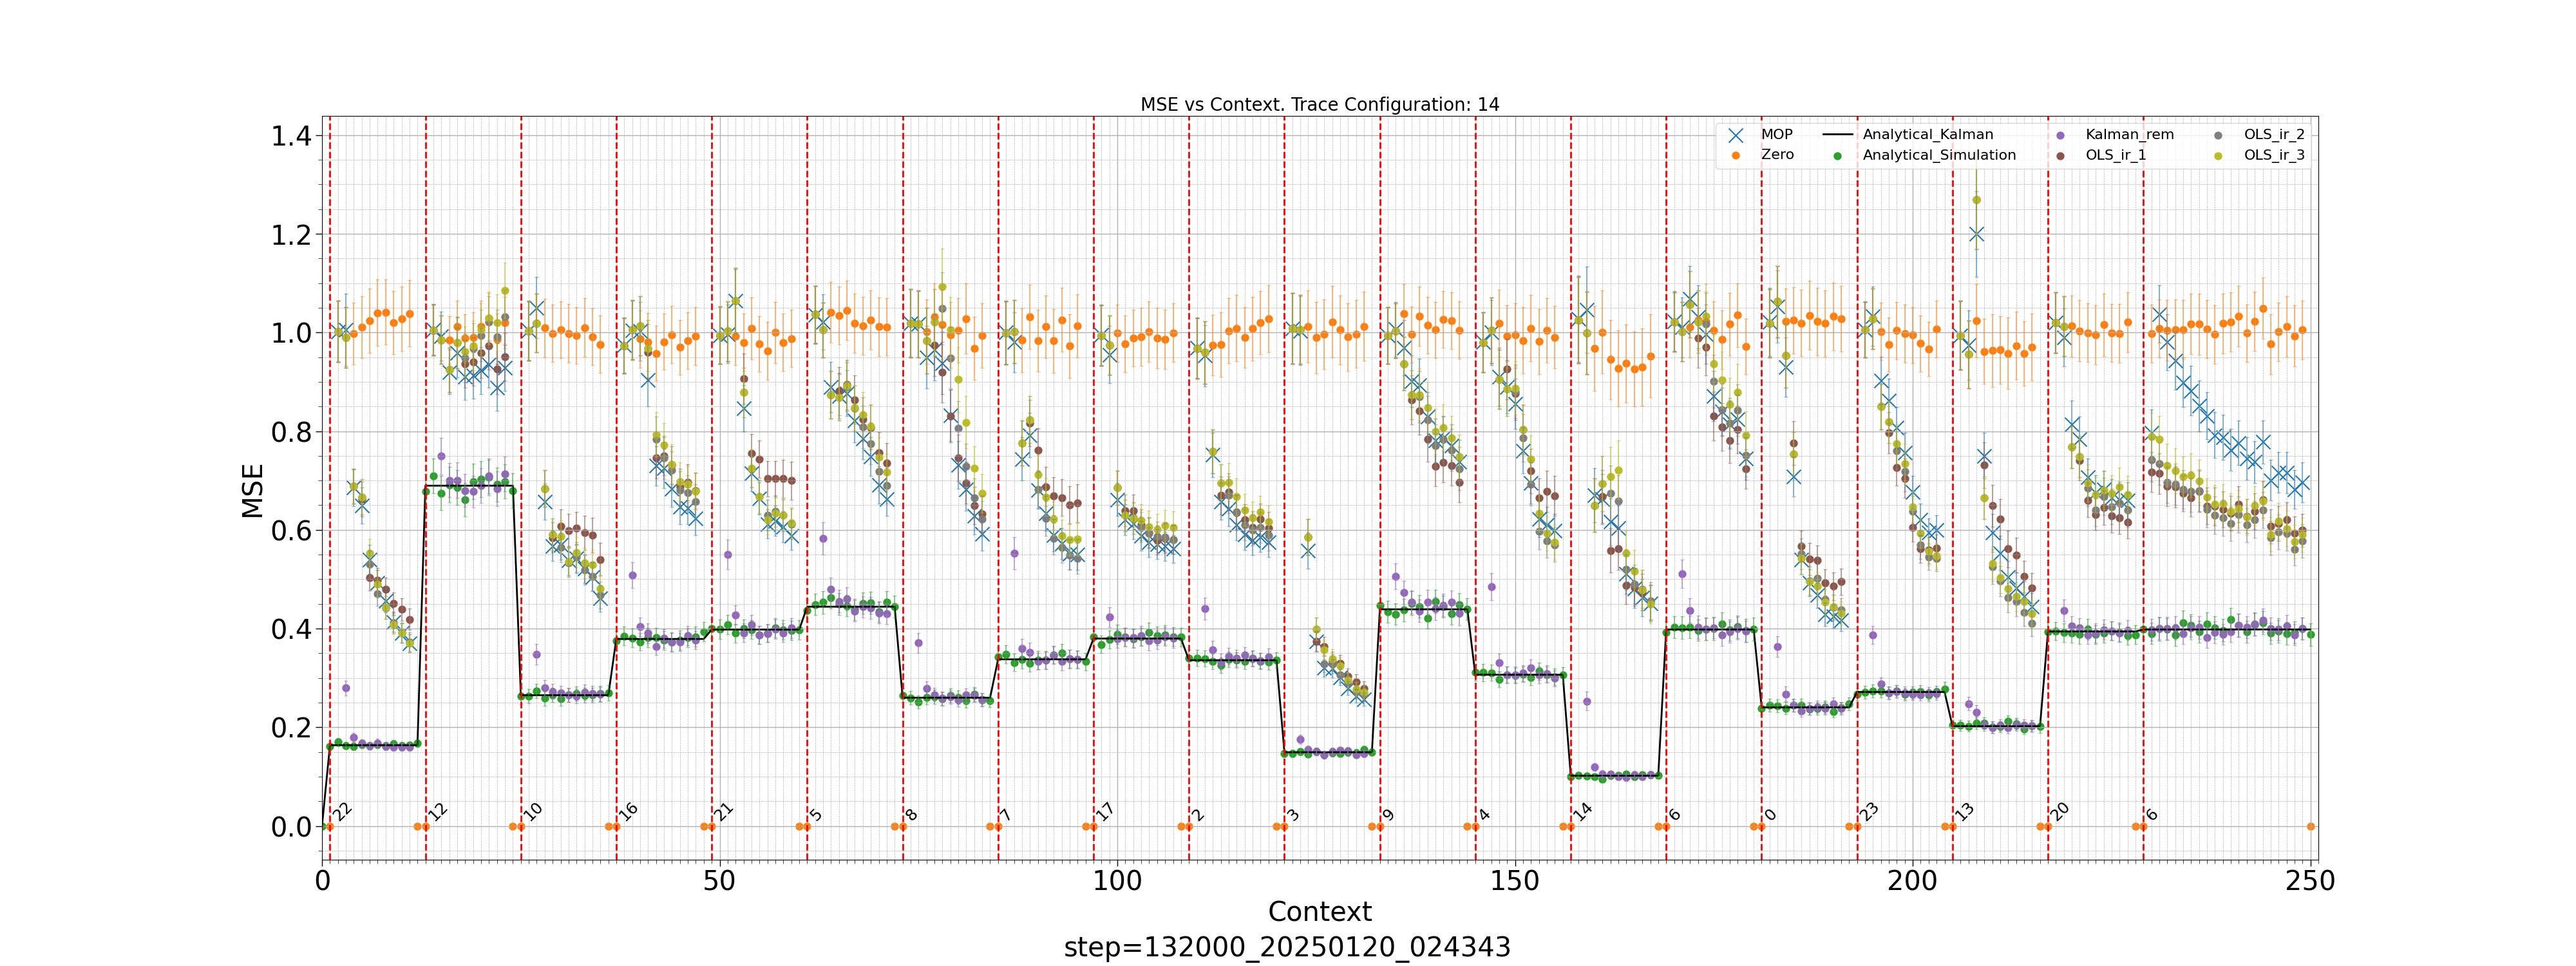 MSE vs Context. Trace Configuration: 14
MOP
Zero
Analytical_Kalman
Analytical_Simulation
Kalman_rem
OLS_ir_1
OLS_ir_2
OLS_ir_3
MSE
1.4
1.2
1.0
0.8
0.6
0.4
0.2
0.0
22 12 10 16 21 5 8 7 17 2 3 9 4 14 6 0 23 13 20 6
0 50 100 150 200 250
Context
step=132000_20250120_024343